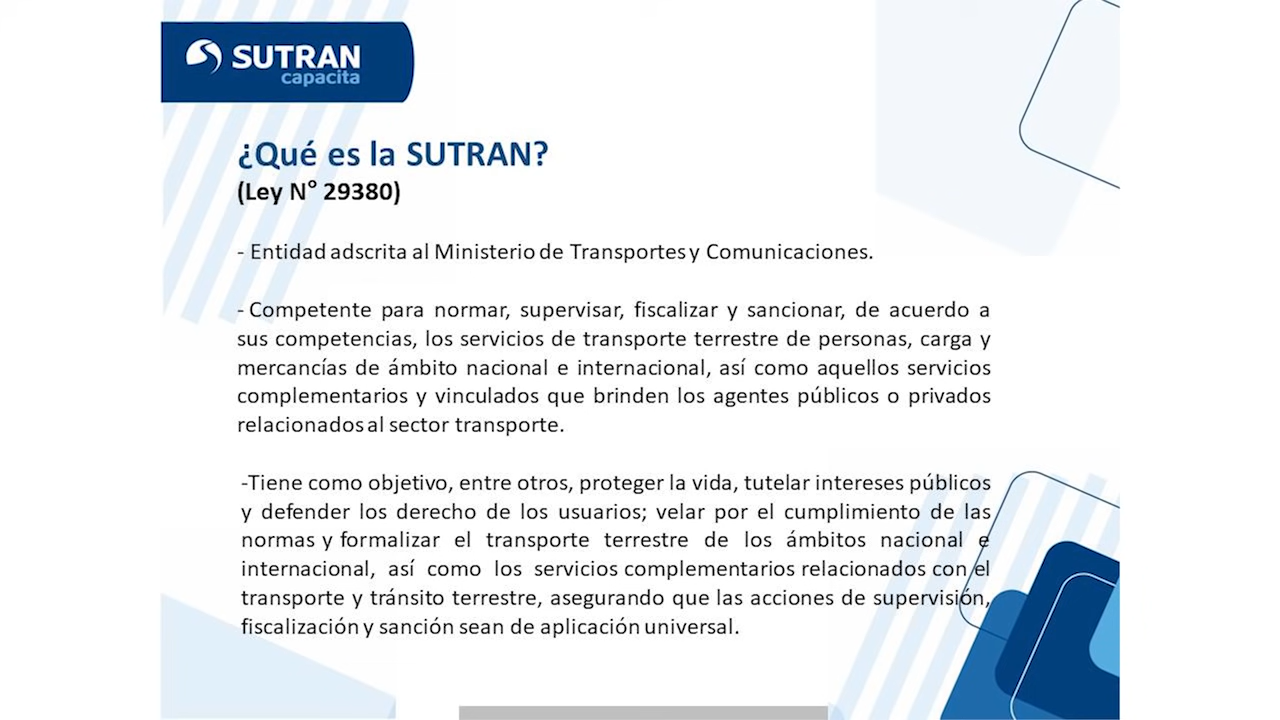 SUTRAN
capacita
¿Qué es la SUTRAN?
(Ley N° 29380)
- Entidad adscrita al Ministerio de Transportes y Comunicaciones.
- Competente para normar, supervisar, fiscalizar y sancionar, de acuerdo a
sus competencias, los servicios de transporte terrestre de personas, carga y
mercancías de ámbito nacional e internacional, así como aquellos servicios
complementarios y vinculados que brinden los agentes públicos o privados
relacionados al sector transporte.
-Tiene como objetivo, entre otros, proteger la vida, tutelar intereses públicos
y defender los derecho de los usuarios; velar por el cumplimiento de las
normas y formalizar el transporte terrestre de los ámbitos nacional e
internacional, así como los servicios complementarios relacionados con el
transporte y tránsito terrestre, asegurando que las acciones de supervisión,
fiscalización y sanción sean de aplicación universal.